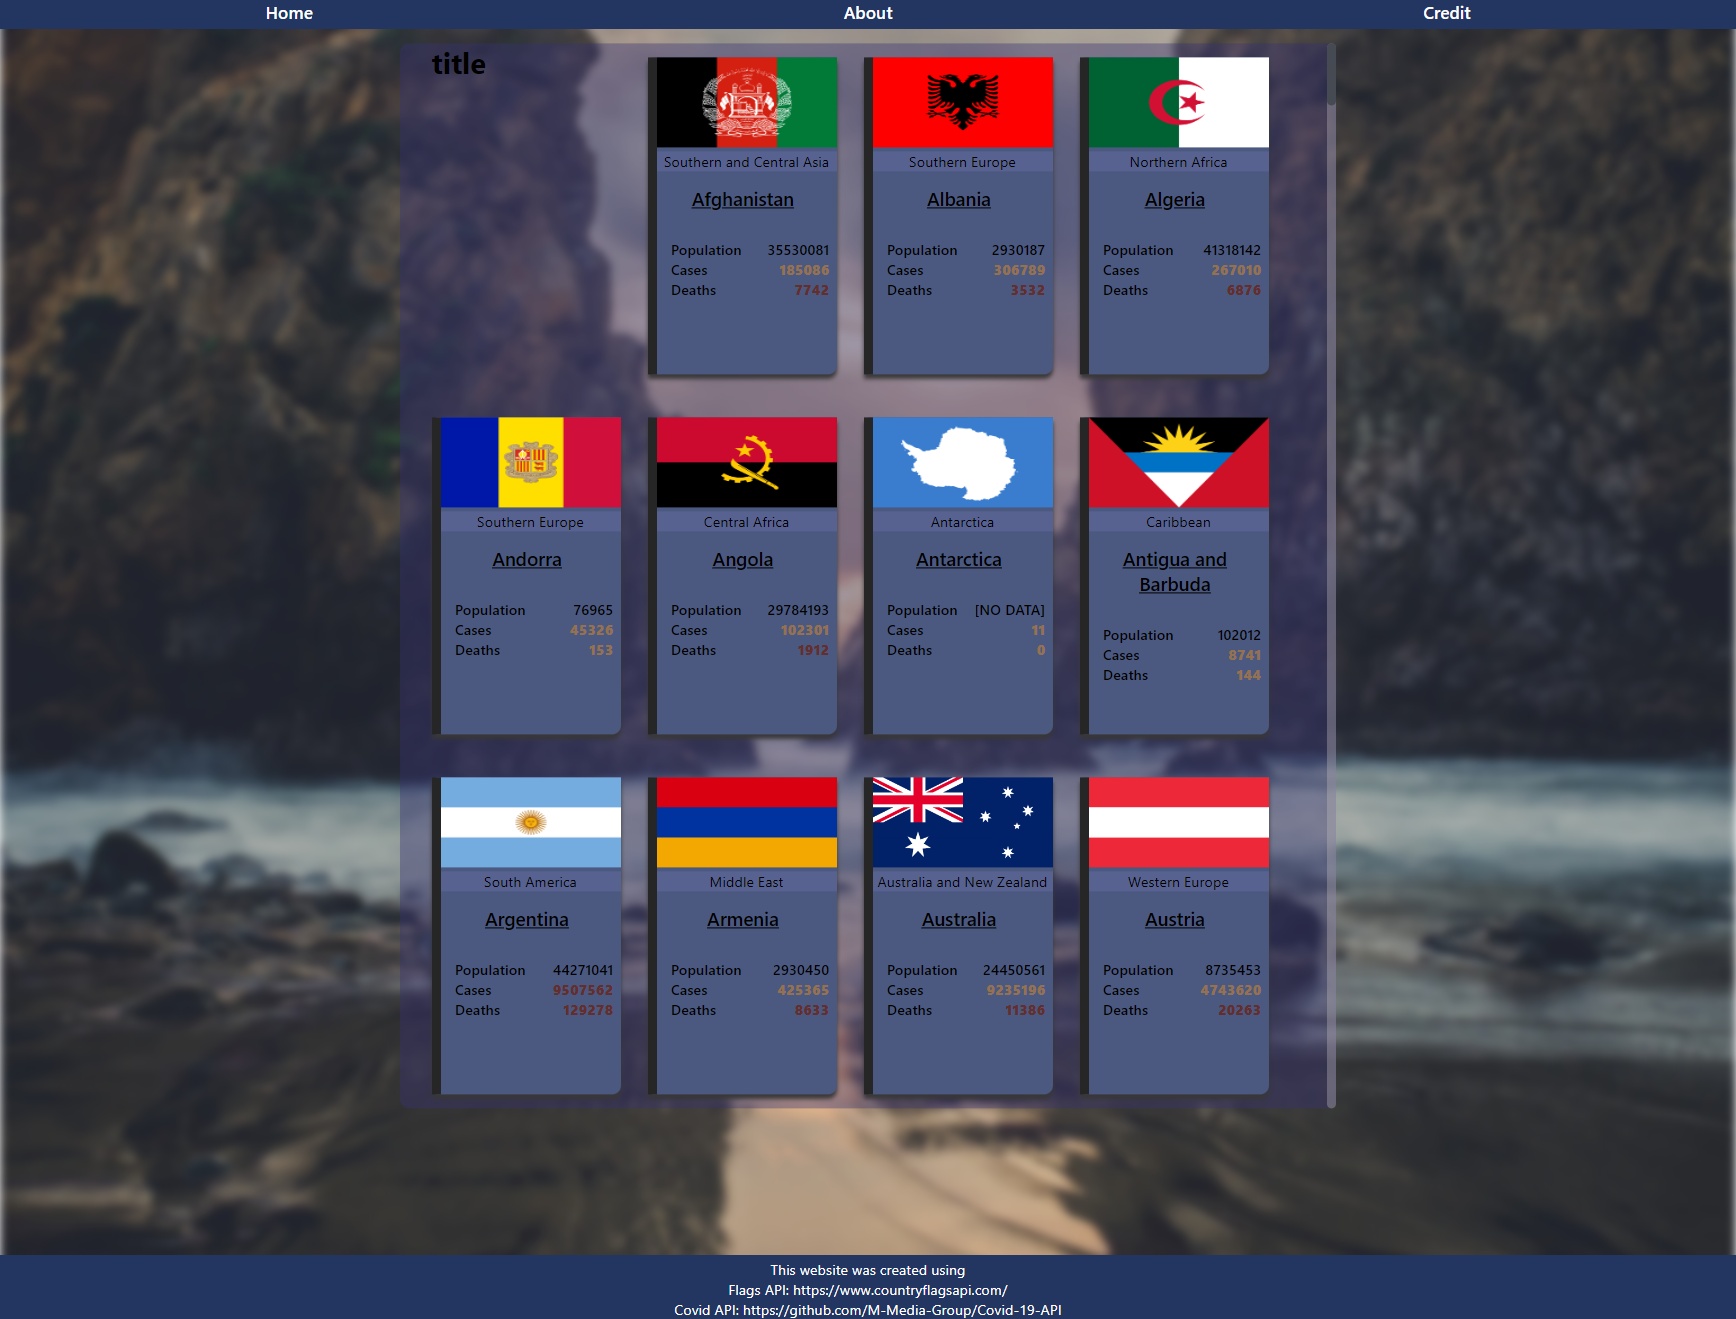 Home About Credit
title
Southern and Central Asia
Afghanistan
Population 35530081
Cases 185086
Deaths 7742
Southern Europe
Albania
Population 2930187
Cases 306789
Deaths 3532
Northern Africa
Algeria
Population 41318142
Cases 267010
Deaths 6876
Southern Europe
Andorra
Population 76965
Cases 45326
Deaths 153
Central Africa
Angola
Population 29784193
Cases 102301
Deaths 1912
Antarctica
Antarctica
Population [NO DATA]
Cases 11
Deaths 0
Caribbean
Antigua and
Barbuda
Population 102012
Cases 8741
Deaths 144
South America
Argentina
Population 44271041
Cases 9507562
Deaths 129278
Middle East
Armenia
Population 2930450
Cases 425365
Deaths 8633
Australia and New Zealand
Australia
Population 24450561
Cases 9235196
Deaths 11386
Western Europe
Austria
Population 8735453
Cases 4743620
Deaths 20263
This website was created using
Flags API: https://www.countryflagsapi.com/
Covid API: https://github.com/M-Media-Group/Covid-19-API